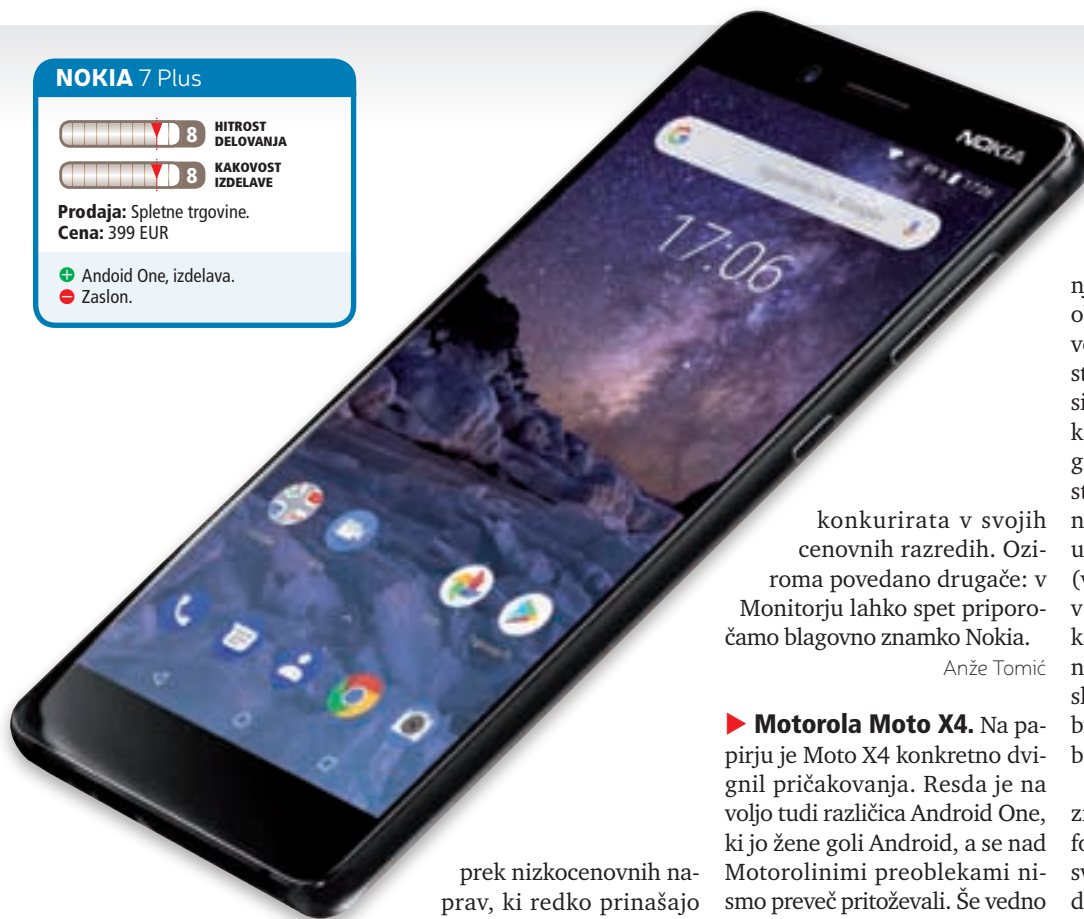 NOKIA 7 Plus
8 HITROST
DELOVANJA
8 KAKOVOST
IZDELAVE
Prodaja: Spletne trgovine.
Cena: 399 EUR
Andoid One, izdelava.
Zaslon.
NOKIA
17:06
17:06
prek nizkocenovnih na-
prav, ki redko prinašajo
konkurirata v svojih
cenovnih razredih. Ozi-
roma povedano drugače: v
Monitorju lahko spet priporo-
čamo blagovno znamko Nokia.
Anže Tomić
Motorola Moto X4. Na pa-
pirju je Moto X4 konkretno dvi-
gnil pričakovanja. Resda je na
voljo tudi različica Android One,
ki jo žene goli Android, a se nad
Motorolinimi preoblekami ni-
smo preveč pritoževali. Še vedno